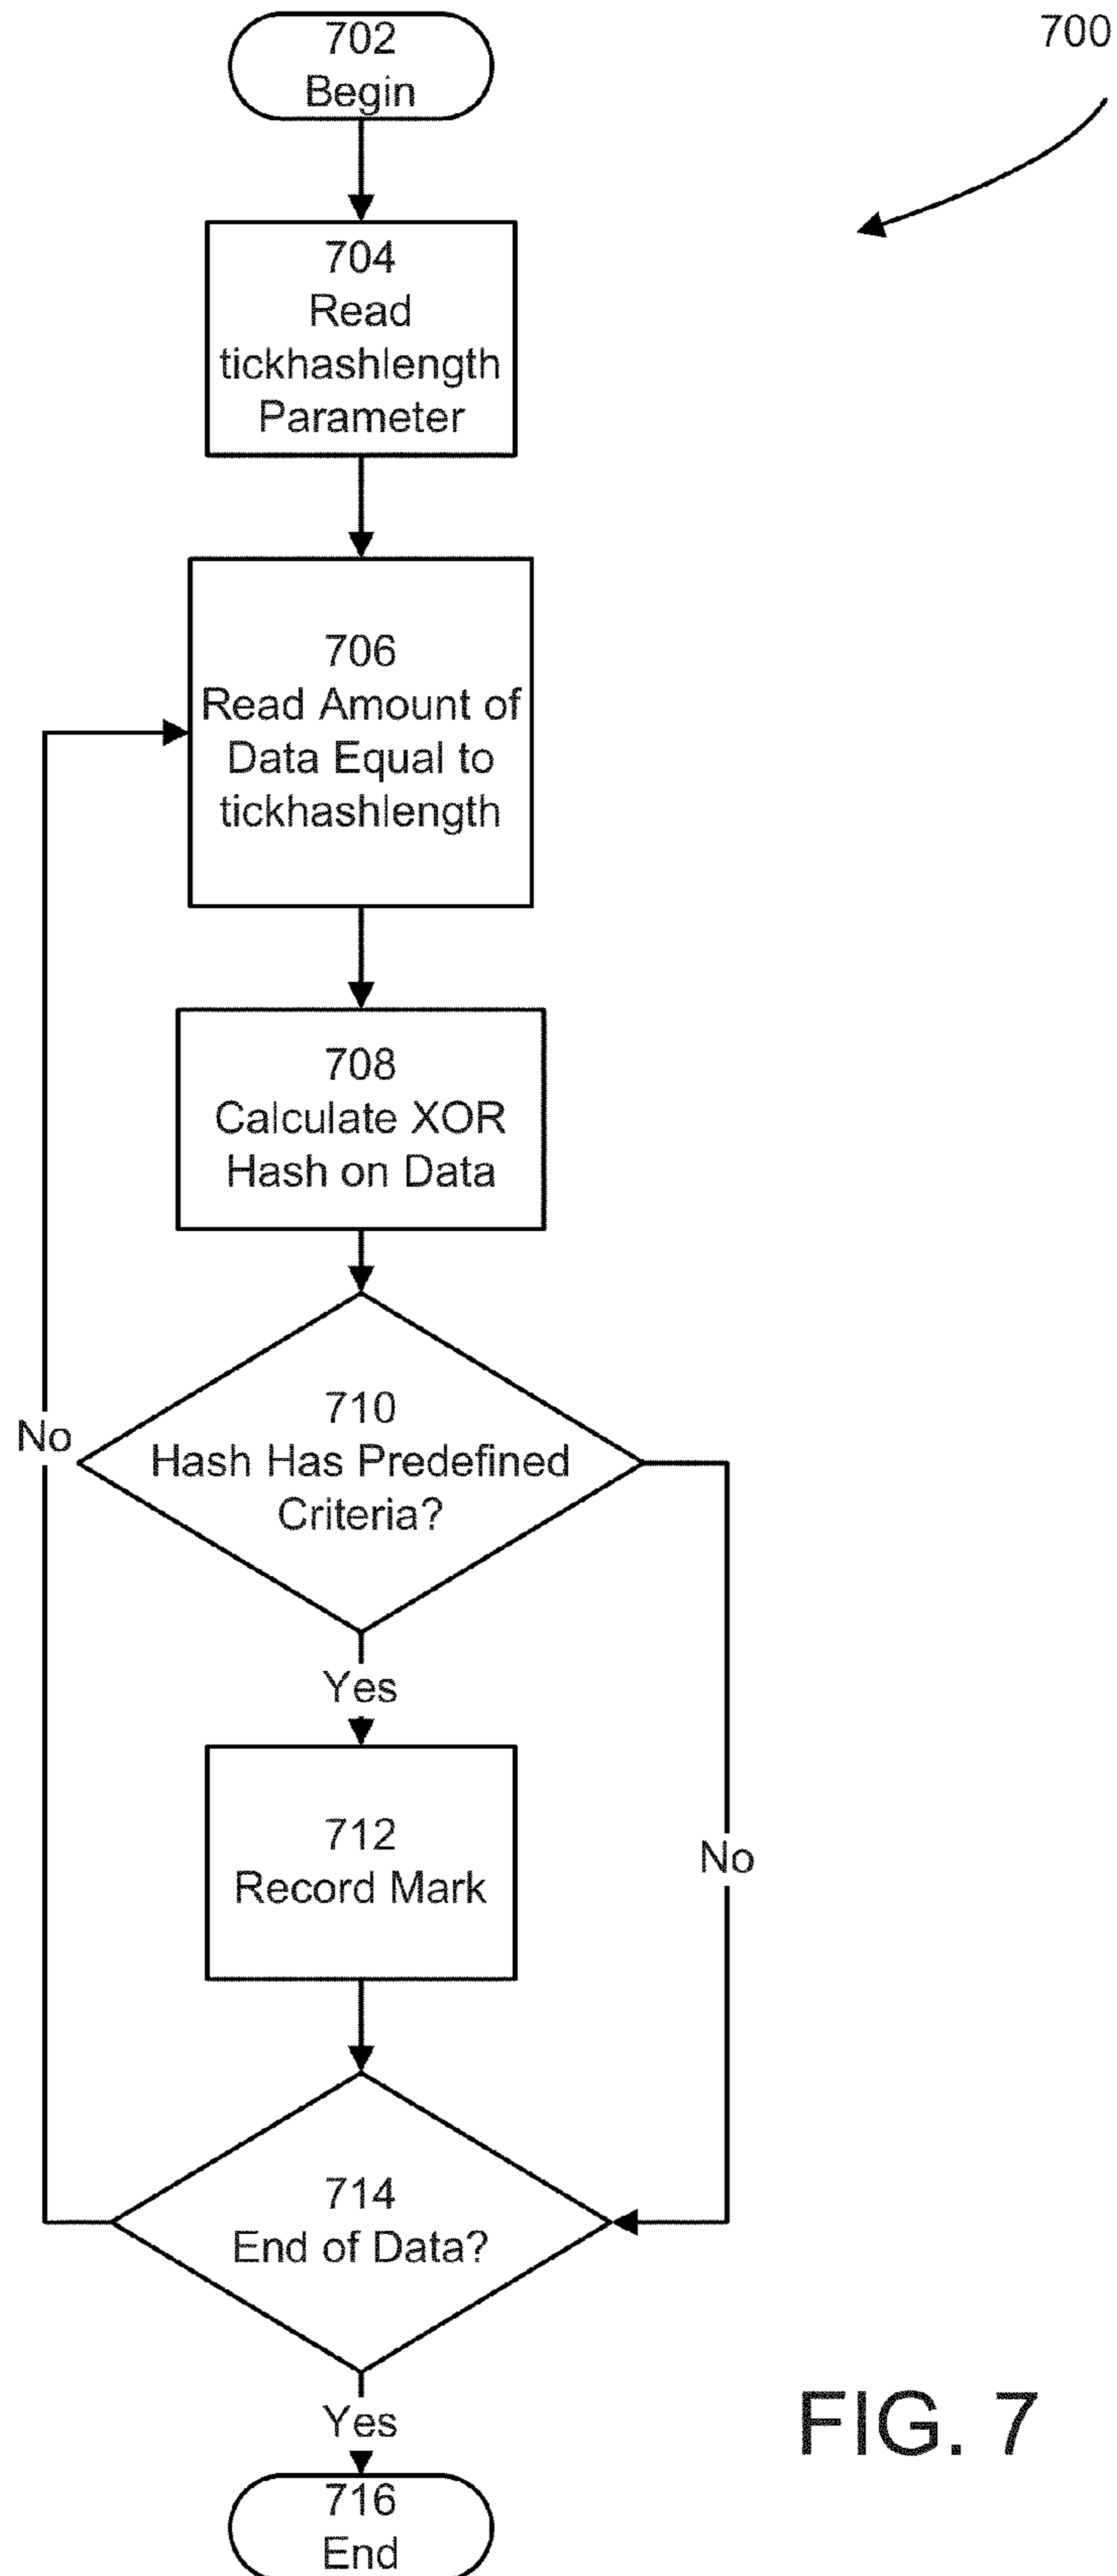 700
702
Begin
704
Read
tickhashlength
Parameter
706
Read Amount of
Data Equal to
tickhashlength
708
Calculate XOR
Hash on Data
710
Hash Has Predefined
Criteria?
No
Yes
712
Record Mark
No
714
End of Data?
Yes
716
End
FIG. 7